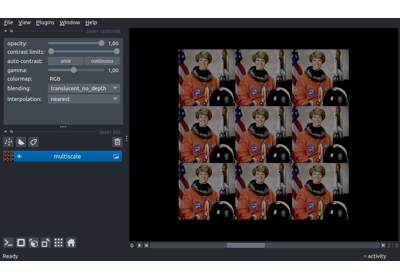 File View Plugins Window Help
layer controls
opacity: 1,00
contrast limits:
auto-contrast: once continuous
gamma: 1,00
colormap: RGB
blending: translucent_no_depth
interpolation: nearest
layer list
multiscale
Ready
activity